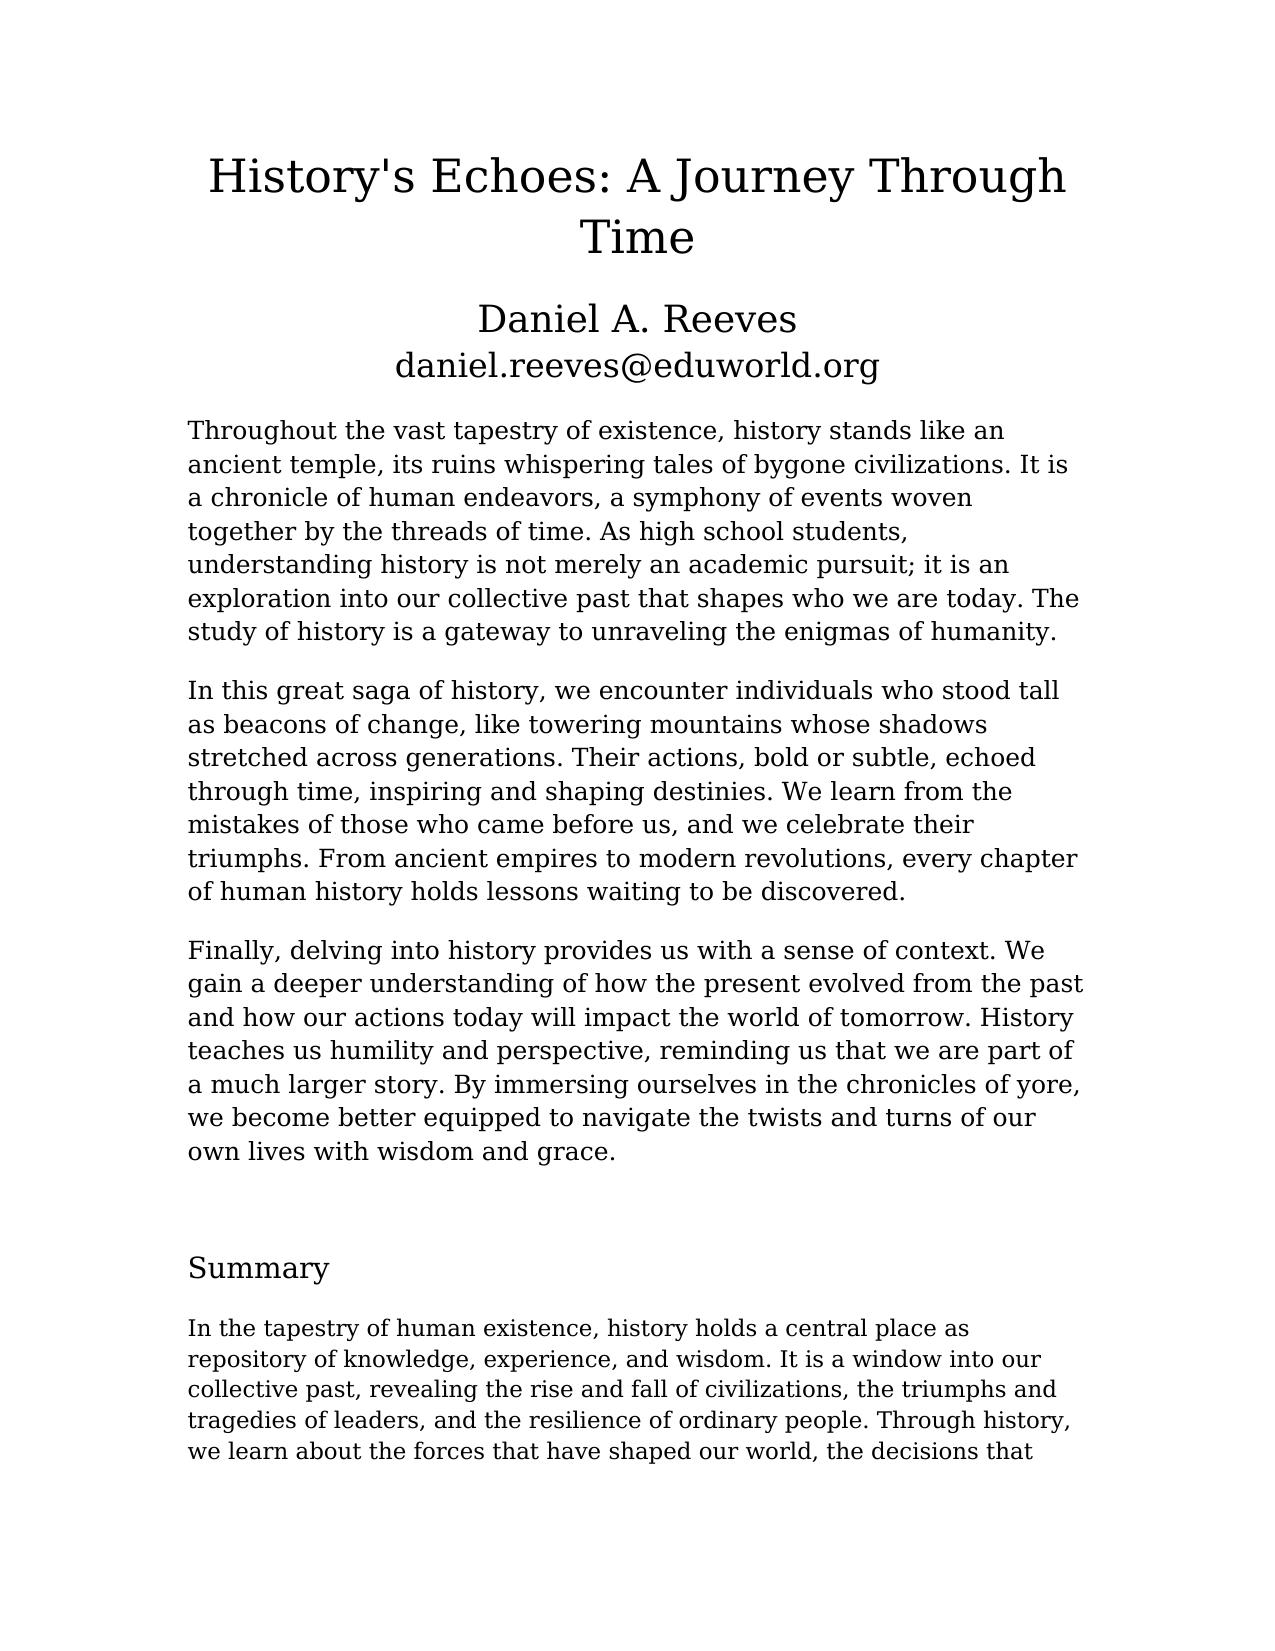 History's Echoes: A Journey Through
Time
Daniel A. Reeves
daniel.reeves@eduworld.org
Throughout the vast tapestry of existence, history stands like an
ancient temple, its ruins whispering tales of bygone civilizations. It is
a chronicle of human endeavors, a symphony of events woven
together by the threads of time. As high school students,
understanding history is not merely an academic pursuit; it is an
exploration into our collective past that shapes who we are today. The
study of history is a gateway to unraveling the enigmas of humanity.
In this great saga of history, we encounter individuals who stood tall
as beacons of change, like towering mountains whose shadows
stretched across generations. Their actions, bold or subtle, echoed
through time, inspiring and shaping destinies. We learn from the
mistakes of those who came before us, and we celebrate their
triumphs. From ancient empires to modern revolutions, every chapter
of human history holds lessons waiting to be discovered.
Finally, delving into history provides us with a sense of context. We
gain a deeper understanding of how the present evolved from the past
and how our actions today will impact the world of tomorrow. History
teaches us humility and perspective, reminding us that we are part of
a much larger story. By immersing ourselves in the chronicles of yore,
we become better equipped to navigate the twists and turns of our
own lives with wisdom and grace.
Summary
In the tapestry of human existence, history holds a central place as
repository of knowledge, experience, and wisdom. It is a window into our
collective past, revealing the rise and fall of civilizations, the triumphs and
tragedies of leaders, and the resilience of ordinary people. Through history,
we learn about the forces that have shaped our world, the decisions that